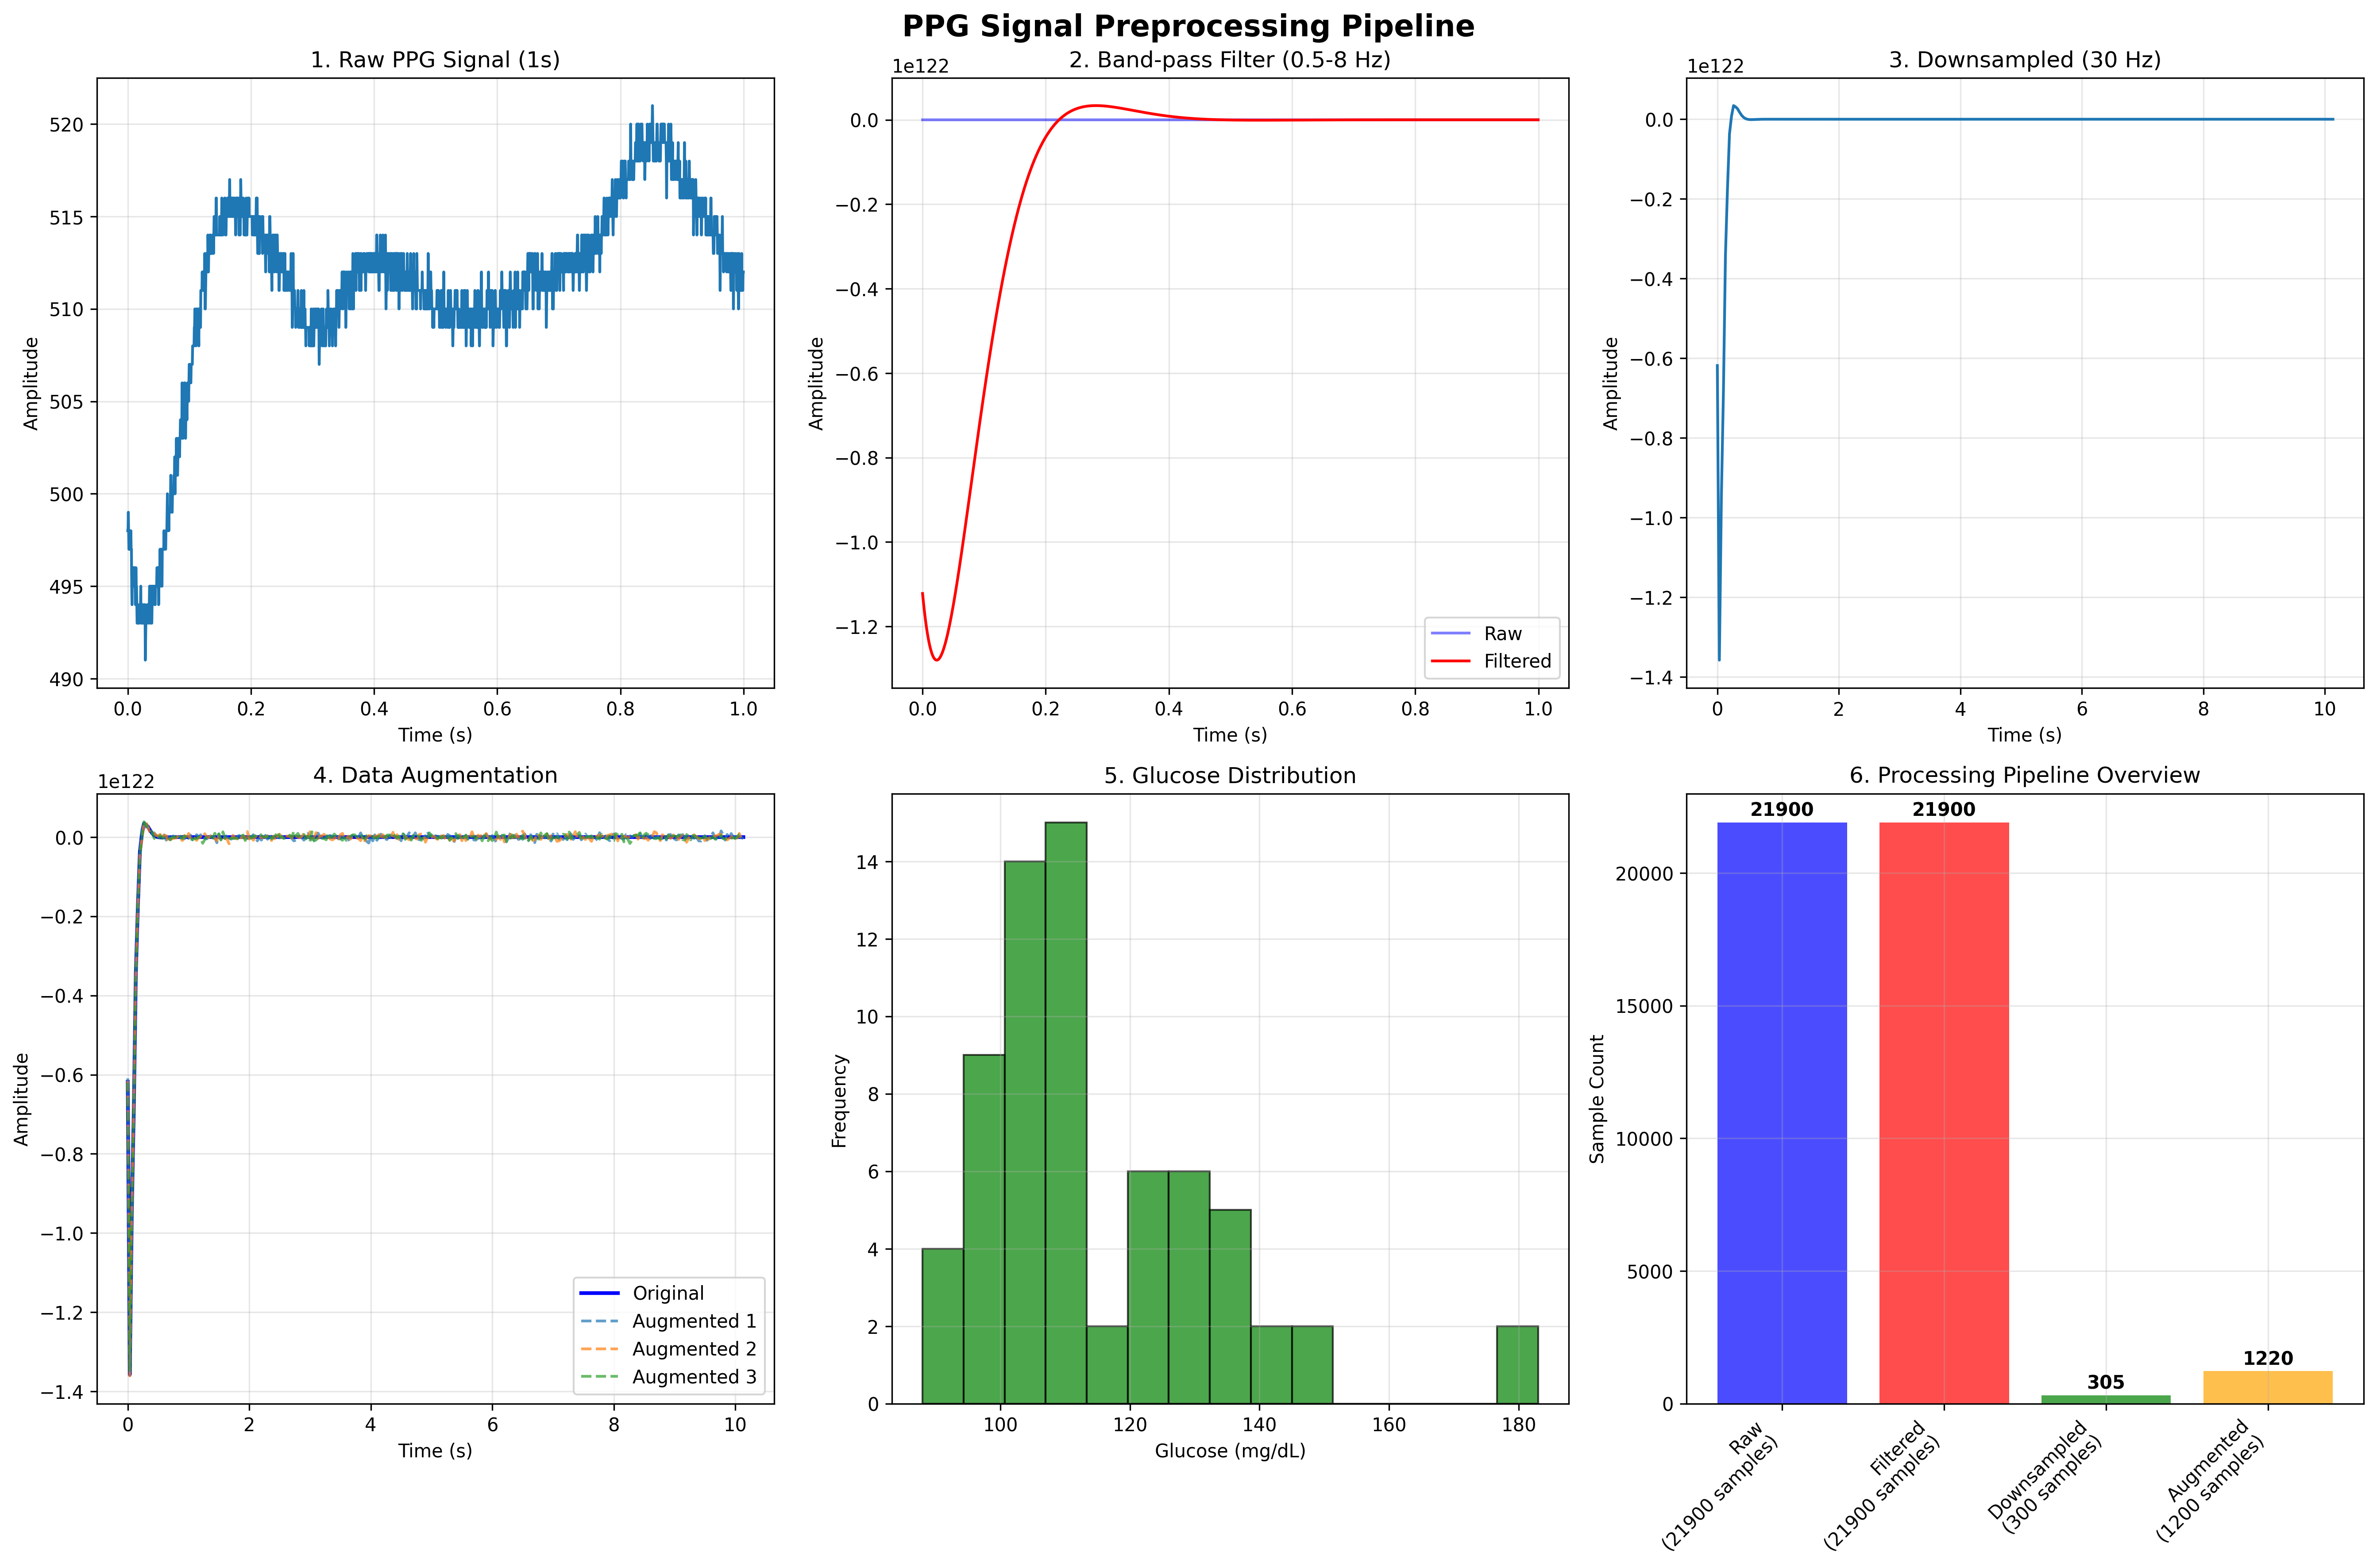 PPG Signal Preprocessing Pipeline
1. Raw PPG Signal (1s)
520
515
510
505
500
495
490
Amplitude
0.0 0.2 0.4 0.6 0.8 1.0
Time (s)
1e122
2. Band-pass Filter (0.5-8 Hz)
0.0
−0.2
−0.4
−0.6
−0.8
−1.0
−1.2
Amplitude
Raw
Filtered
0.0 0.2 0.4 0.6 0.8 1.0
Time (s)
1e122
3. Downsampled (30 Hz)
0.0
−0.2
−0.4
−0.6
−0.8
−1.0
−1.2
−1.4
Amplitude
0 2 4 6 8 10
Time (s)
1e122
4. Data Augmentation
0.0
−0.2
−0.4
−0.6
−0.8
−1.0
−1.2
−1.4
Amplitude
Original
Augmented 1
Augmented 2
Augmented 3
0 2 4 6 8 10
Time (s)
5. Glucose Distribution
14
12
10
8
6
4
2
0
Frequency
100 120 140 160 180
Glucose (mg/dL)
6. Processing Pipeline Overview
20000
15000
10000
5000
0
Sample Count
21900
21900
305
1220
Raw
(21900 samples)
Filtered
(21900 samples)
Downsampled
(300 samples)
Augmented
(1200 samples)